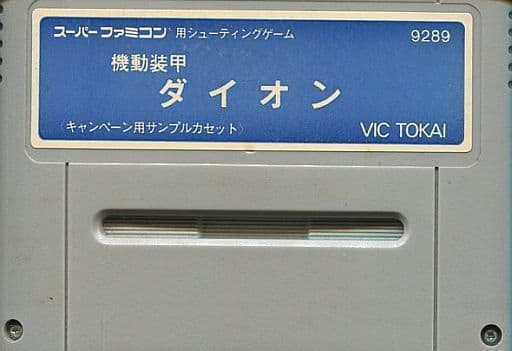 スーパーファミコン用シューティングゲーム 9289
機動装甲
ダイオン
〈キャンペーン用サンプルカセット〉 VIC TOKAI